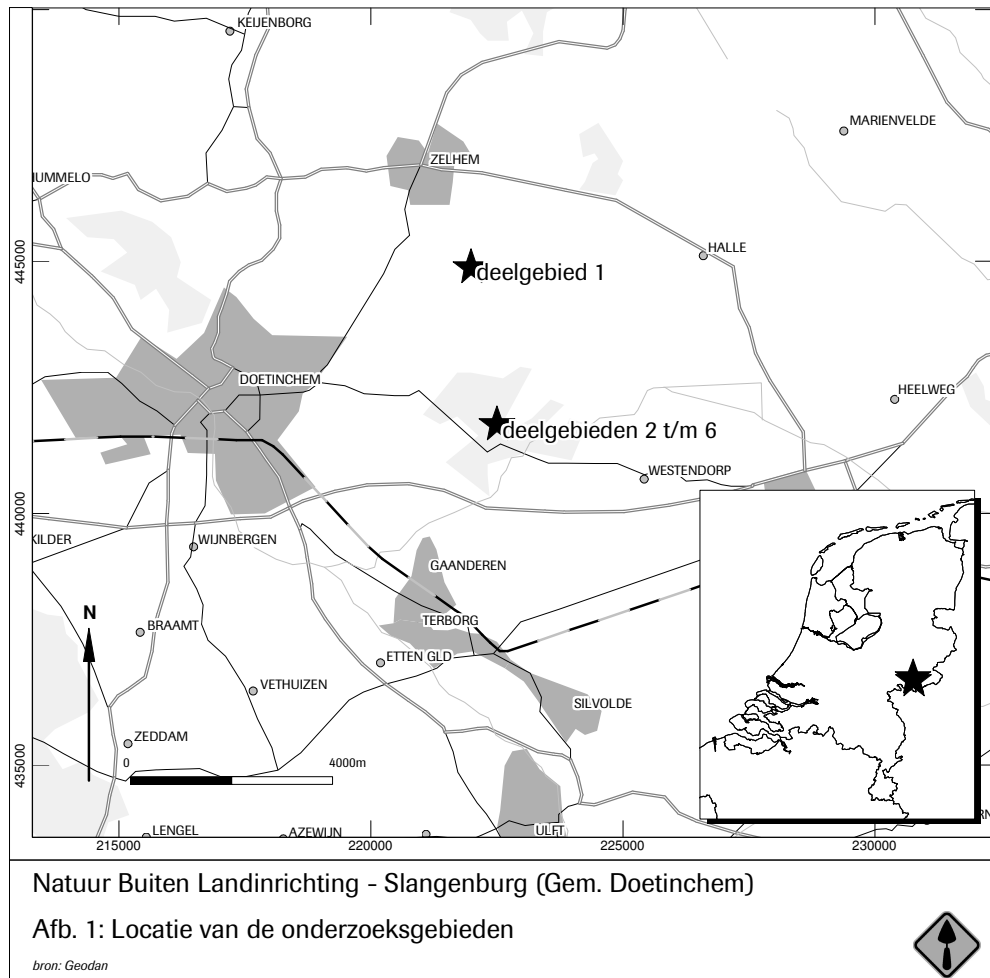 KEIJENBORG
MARIENVELDE
ZELHEM
HUMMELO
HALLE
445000
deelgebied 1
DOETINCHEM
HEELWEG
deelgebieden 2 t/m 6
WESTENDORP
440000
KILDER
WIJNBERGEN
GAANDEREN
N
TERBORG
BRAAMT
ETTEN GLD
VETHUIZEN
SILVOLDE
ZEDDAM
435000
0 4000m
LENGEL
AZEWIJN
ULFT
215000 220000 225000 230000
Natuur Buiten Landinrichting - Slangenburg (Gem. Doetinchem)
Afb. 1: Locatie van de onderzoeksgebieden
bron: Geodan